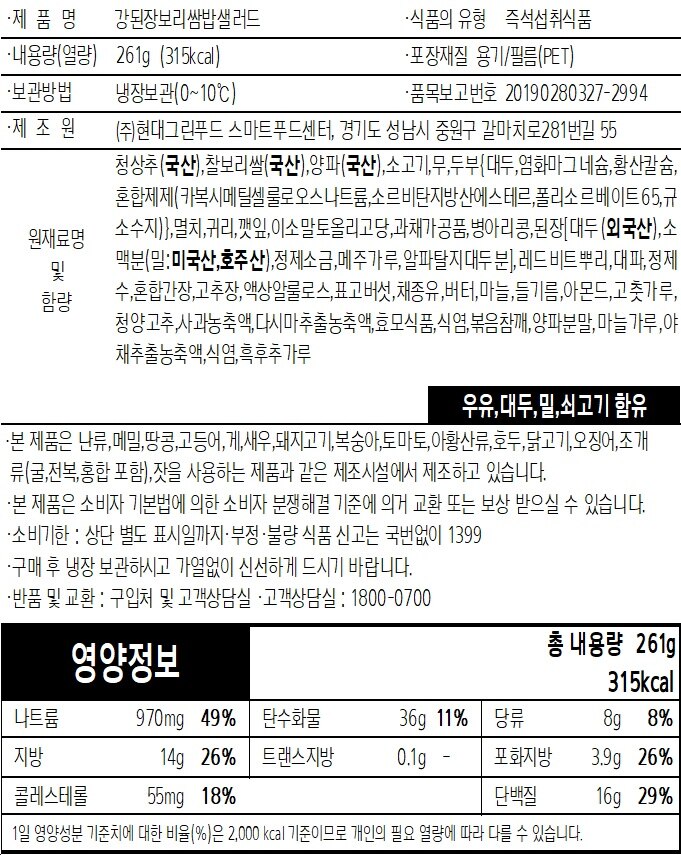 ·제 품 명 강된장보리쌈밥샐러드 ·식품의 유형 즉석섭취식품
·내용량(열량) 261g (315kcal) ·포장재질 용기/필름(PET)
·보관방법 냉장보관(0~10℃) ·품목보고번호 20190280327-2994
·제 조 원 (주)현대그린푸드 스마트푸드센터, 경기도 성남시 중원구 갈마치로281번길 55
원재료명 및 함량
청상추(국산),찰보리쌀(국산),양파(국산),소고기,무,두부{대두,염화마그네슘,황산칼슘,
혼합제제(카복시메틸셀룰로오스나트륨,소르비탄지방산에스테르,폴리소르베이트65,규
소수지)},멸치,귀리,깻잎,이소말토올리고당,과채가공품,병아리콩,된장[대두(외국산),소
맥분(밀:미국산,호주산),정제소금,메주가루,알파탈지대두분],레드비트뿌리,대파,정제
수,혼합간장,고추장,액상알룰로스,표고버섯,채종유,버터,마늘,들기름,아몬드,고춧가루,
청양고추,사과농축액,다시마추출농축액,효모식품,식염,볶음참깨,양파분말,마늘가루,야
채추출농축액,식염,흑후추가루
우유,대두,밀,쇠고기 함유
·본 제품은 난류,메밀,땅콩,고등어,게,새우,돼지고기,복숭아,토마토,아황산류,호두,닭고기,오징어,조개
류(굴,전복,홍합 포함),잣을 사용하는 제품과 같은 제조시설에서 제조하고 있습니다.
·본 제품은 소비자 기본법에 의한 소비자 분쟁해결 기준에 의거 교환 또는 보상 받으실 수 있습니다.
·소비기한 : 상단 별도 표시일까지·부정·불량 식품 신고는 국번없이 1399
·구매 후 냉장 보관하시고 가열없이 신선하게 드시기 바랍니다.
·반품 및 교환 : 구입처 및 고객상담실 ·고객상담실 : 1800-0700
영양정보
총 내용량 261g
315kcal
나트륨 970mg 49% 탄수화물 36g 11% 당류 8g 8%
지방 14g 26% 트랜스지방 0.1g - 포화지방 3.9g 26%
콜레스테롤 55mg 18% 단백질 16g 29%
1일 영양성분 기준치에 대한 비율(%)은 2,000 kcal 기준이므로 개인의 필요 열량에 따라 다를 수 있습니다.